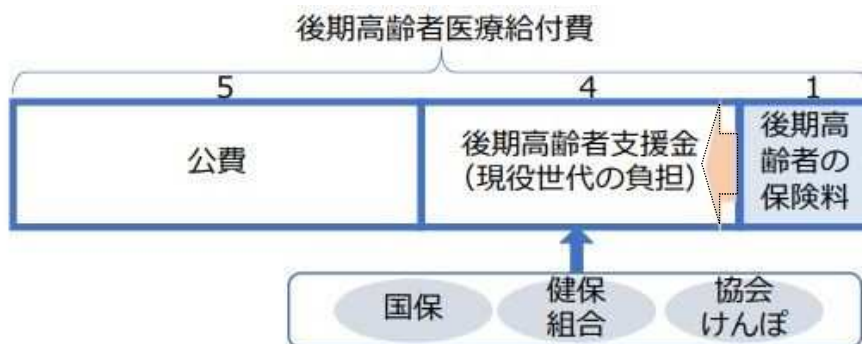 後期高齢者医療給付費
5
4
1
公費
後期高齢者支援金
（現役世代の負担）
後期高
齢者の
保険料
国保
健保
組合
協会
けんぽ